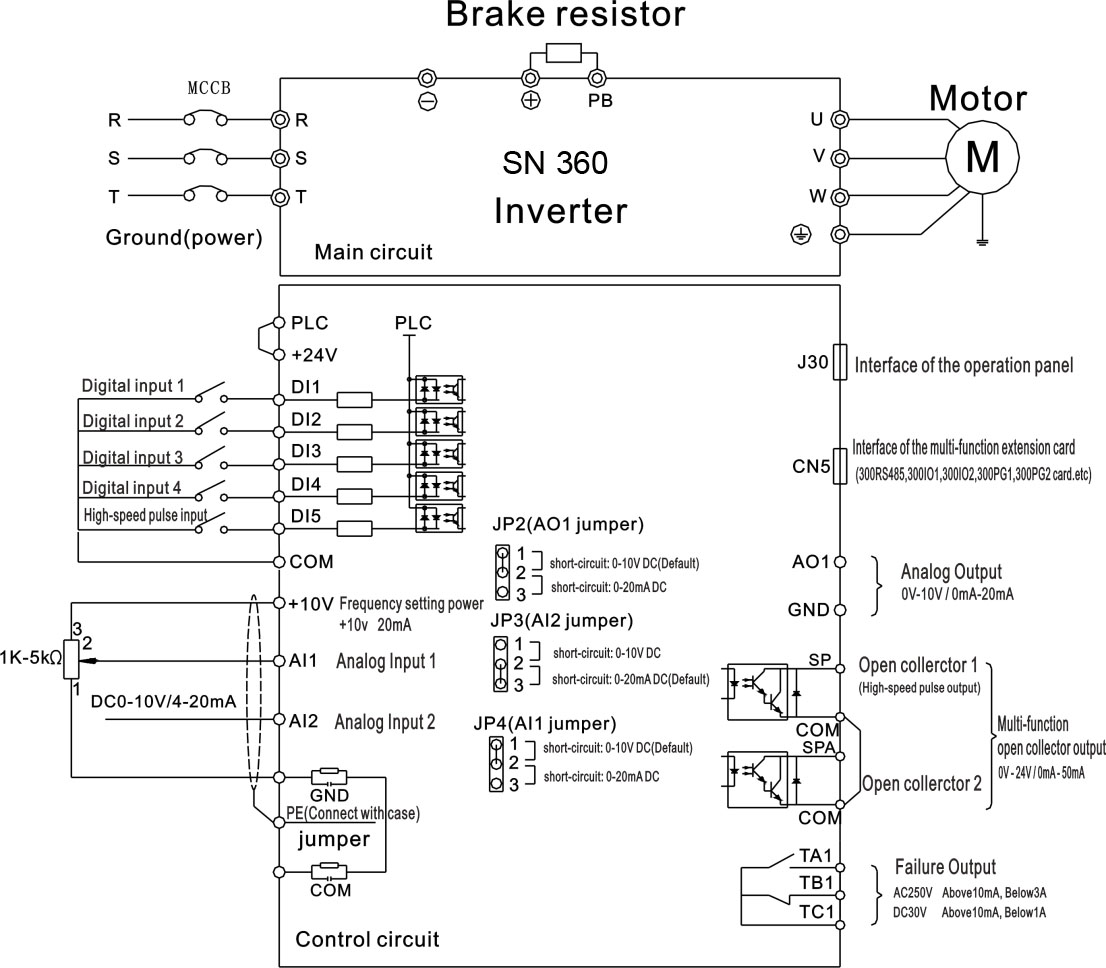 Brake resistor
MCCB
⊖
⊕
PB
Motor
R
R
U
S
S
V
M
SN 360
T
T
W
Inverter
Ground(power)
Main circuit
PLC
PLC
+24V
J30
Interface of the operation panel
Digital input 1
DI1
Digital input 2
DI2
Digital input 3
DI3
Interface of the multi-function extension card
CN5
(300RS485,300IO1,300IO2,300PG1,300PG2 card.etc)
Digital input 4
DI4
High-speed pulse input
DI5
COM
JP2(AO1 jumper)
1
short-circuit: 0-10V DC(Default)
2
short-circuit: 0-20mA DC
3
AO1
Analog Output
0V-10V / 0mA-20mA
GND
+10V
Frequency setting power
+10v 20mA
JP3(AI2 jumper)
1
short-circuit: 0-10V DC
2
short-circuit: 0-20mA DC(Default)
3
3
2
1K-5kΩ
1
AI1
Analog Input 1
DC0-10V/4-20mA
AI2
Analog Input 2
JP4(AI1 jumper)
1
short-circuit: 0-10V DC(Default)
2
short-circuit: 0-20mA DC
3
SP
Open collerctor 1
(High-speed pulse output)
COM
SPA
Multi-function
open collector output
0V - 24V / 0mA - 50mA
Open collerctor 2
COM
GND
PE(Connect with case)
jumper
COM
TA1
Failure Output
TB1
AC250V Above10mA, Below3A
TC1
DC30V Above10mA, Below1A
Control circuit